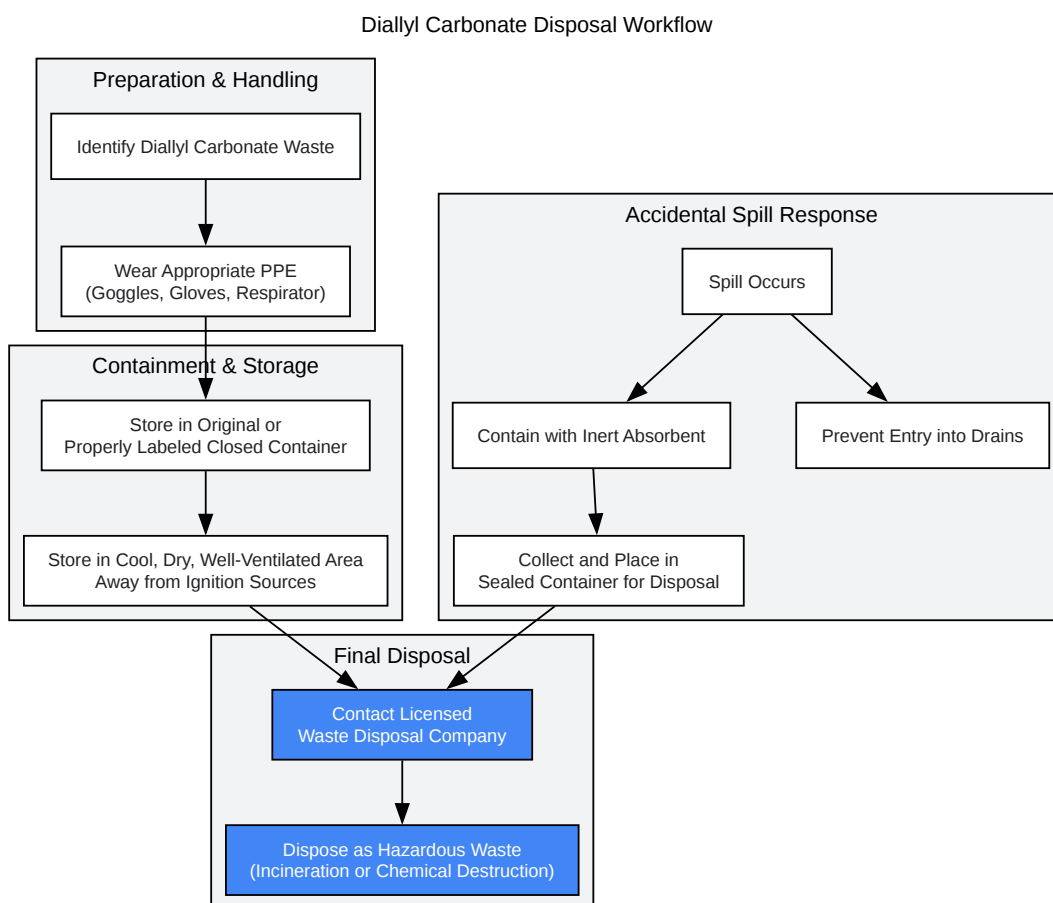 Diallyl Carbonate Disposal Workflow
Preparation & Handling
Identify Diallyl Carbonate Waste
Wear Appropriate PPE
(Goggles, Gloves, Respirator)
Containment & Storage
Store in Original or
Properly Labeled Closed Container
Store in Cool, Dry, Well-Ventilated Area
Away from Ignition Sources
Accidental Spill Response
Spill Occurs
Contain with Inert Absorbent
Prevent Entry into Drains
Collect and Place in
Sealed Container for Disposal
Final Disposal
Contact Licensed
Waste Disposal Company
Dispose as Hazardous Waste
(Incineration or Chemical Destruction)